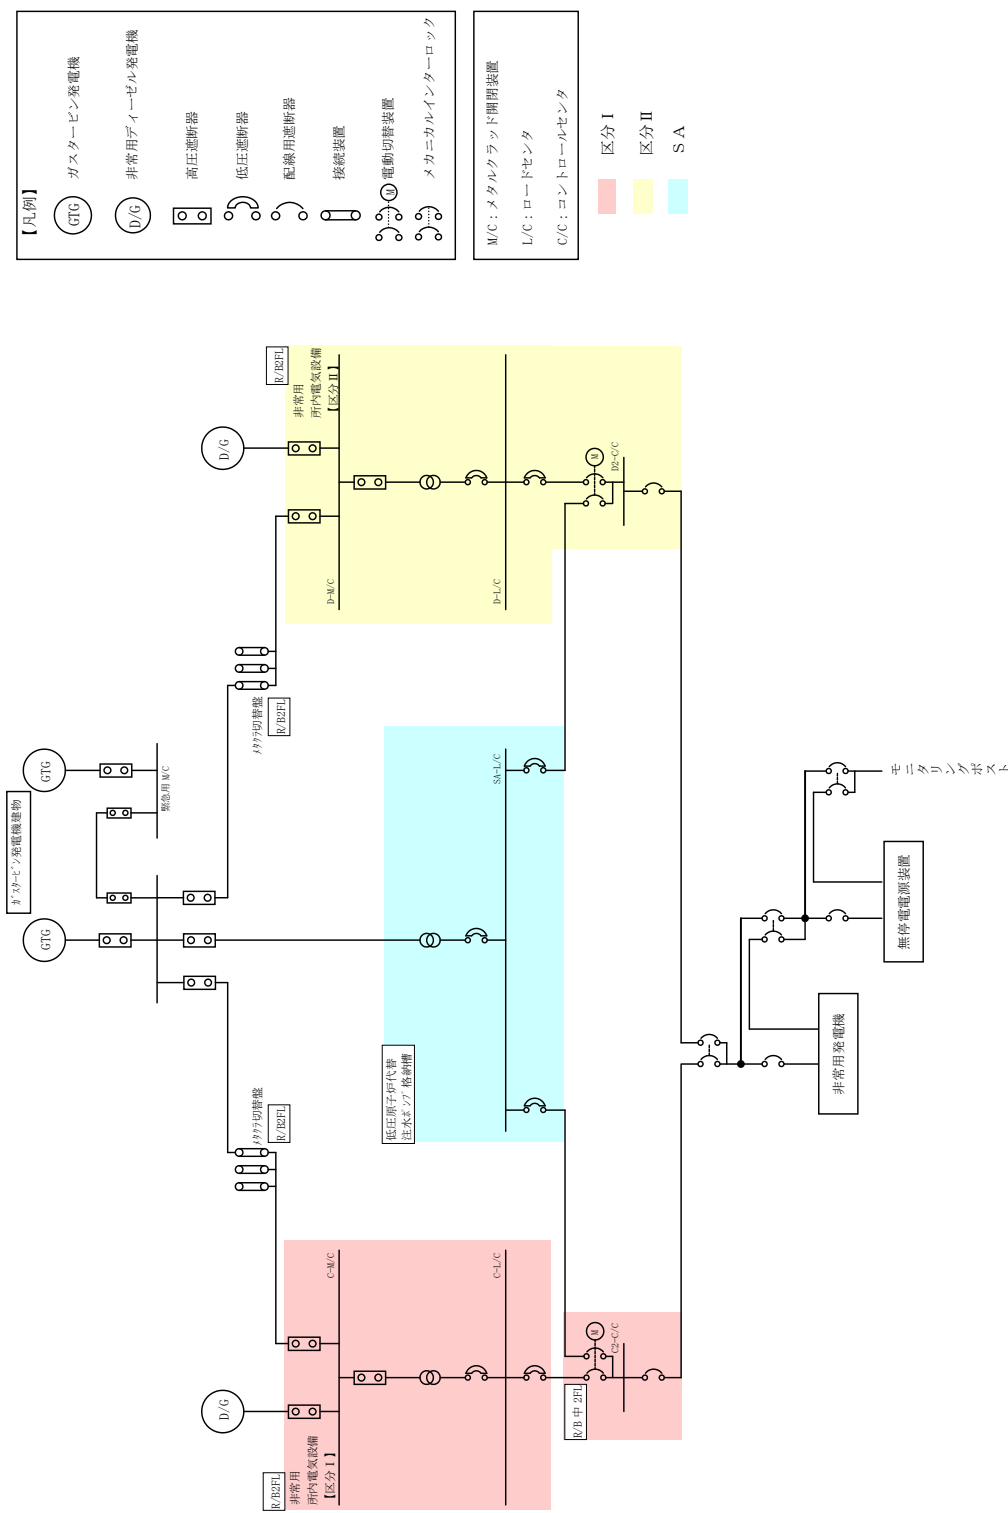 【凡例】
GTG
ガスタービン発電機
D/G
非常用ディーゼル発電機
高圧遮断器
低圧遮断器
配線用遮断器
接続装置
M
電動切替装置
メカニカルインターロック
M/C：メタルクラッド開閉装置
L/C：ロードセンタ
C/C：コントロールセンタ
区分Ⅰ
区分Ⅱ
ＳＡ
ｶﾞｽﾀｰﾋﾞﾝ発電機建物
GTG
GTG
緊急用 M/C
D/G
D/G
R/B2FL
非常用
所内電気設備
【区分Ⅰ】
R/B2FL
非常用
所内電気設備
【区分Ⅱ】
ﾒﾀｸﾗ切替盤
R/B2FL
ﾒﾀｸﾗ切替盤
R/B2FL
C-M/C
D-M/C
低圧原子炉代替
注水ﾎﾟﾝﾌﾟ格納槽
C-L/C
SA-L/C
D-L/C
R/B 中 2FL
M
C2-C/C
M
D2-C/C
非常用発電機
無停電電源装置
モニタリングポスト